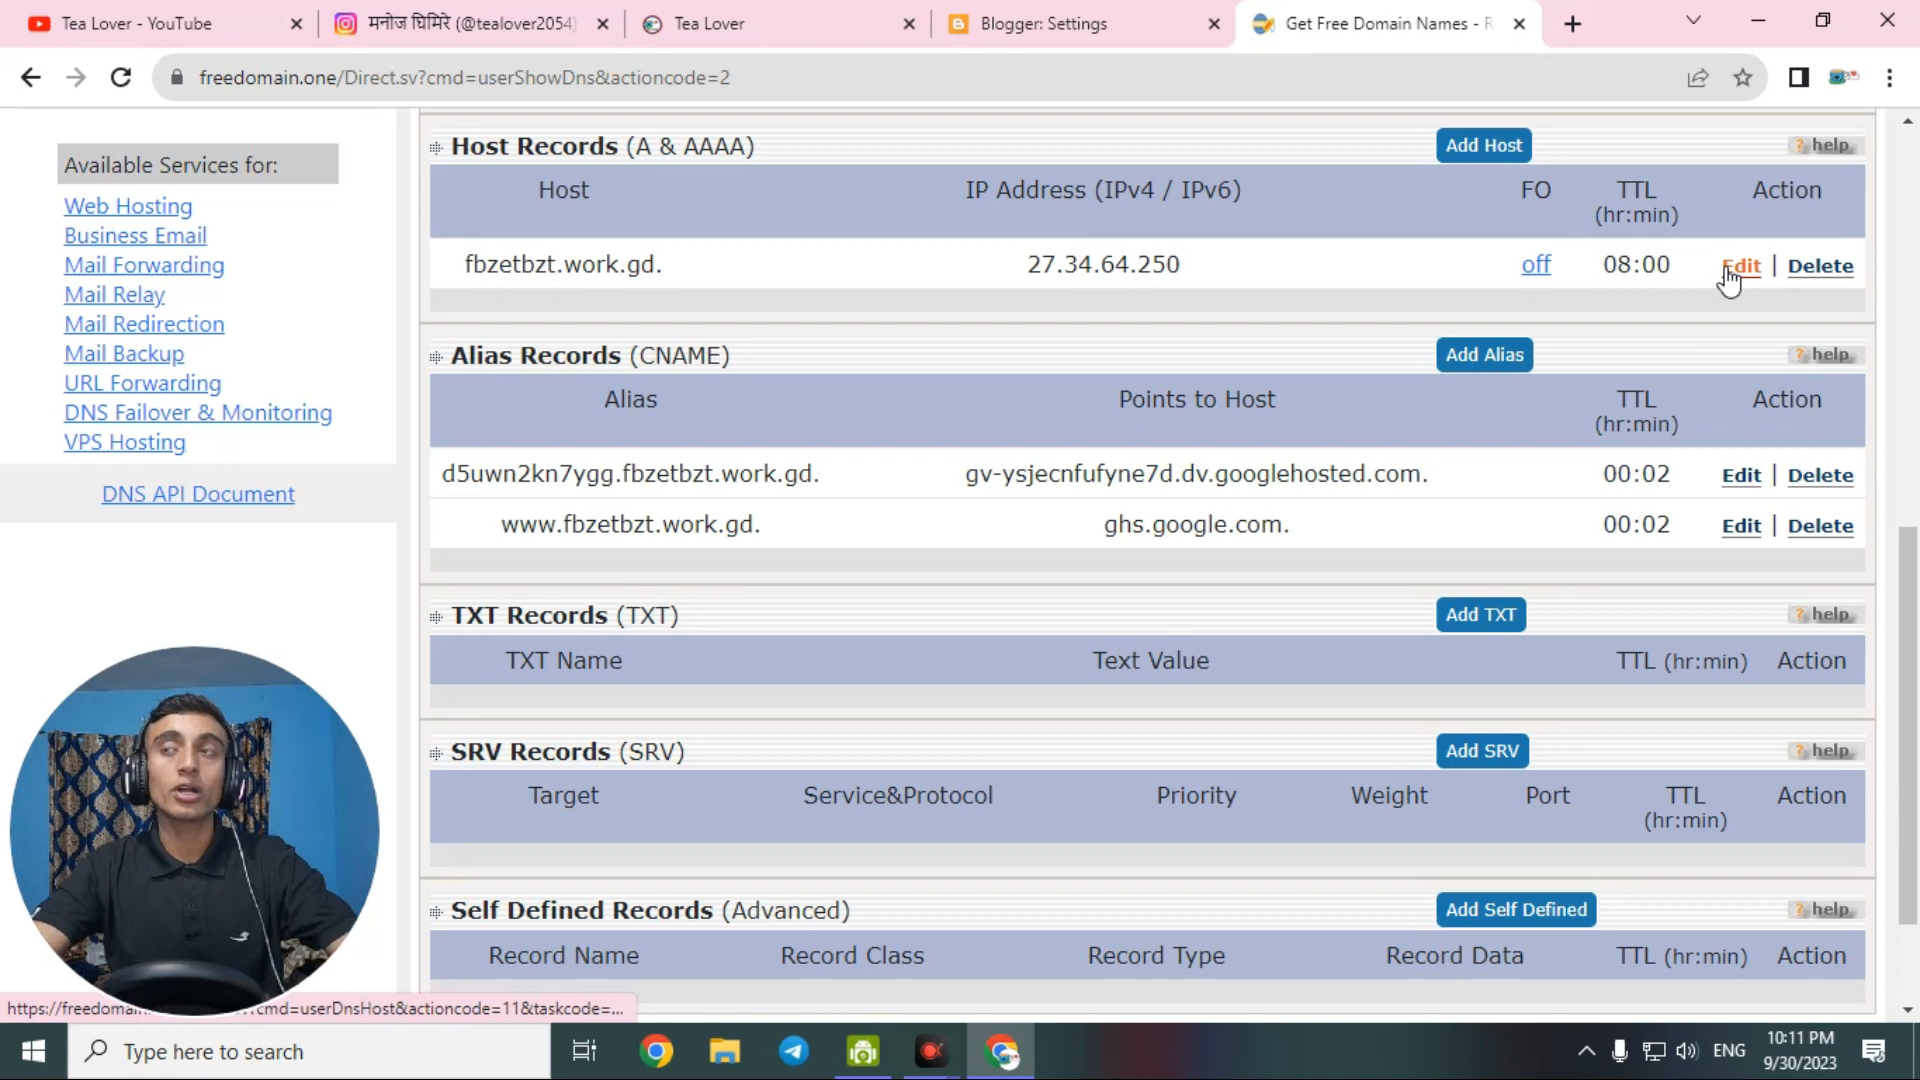 Tea Lover - YouTube
मनोज घिमिरे (@tealover2054)
Tea Lover
Blogger: Settings
Get Free Domain Names - R
freedomain.one/Direct.sv?cmd=userShowDns&actioncode=2
Available Services for:
Web Hosting
Business Email
Mail Forwarding
Mail Relay
Mail Redirection
Mail Backup
URL Forwarding
DNS Failover & Monitoring
VPS Hosting
DNS API Document
Host Records (A & AAAA) Add Host ? help
Host IP Address (IPv4 / IPv6) FO TTL (hr:min) Action
fbzetbzt.work.gd. 27.34.64.250 off 08:00 Edit | Delete
Alias Records (CNAME) Add Alias ? help
Alias Points to Host TTL (hr:min) Action
d5uwn2kn7ygg.fbzetbzt.work.gd. gv-ysjecnfufyne7d.dv.googlehosted.com. 00:02 Edit | Delete
www.fbzetbzt.work.gd. ghs.google.com. 00:02 Edit | Delete
TXT Records (TXT) Add TXT ? help
TXT Name Text Value TTL (hr:min) Action
SRV Records (SRV) Add SRV ? help
Target Service&Protocol Priority Weight Port TTL (hr:min) Action
Self Defined Records (Advanced) Add Self Defined ? help
Record Name Record Class Record Type Record Data TTL (hr:min) Action
https://freedomai cmd=userDnsHost&actioncode=11&taskcode=...
Type here to search
ENG
10:11 PM
9/30/2023